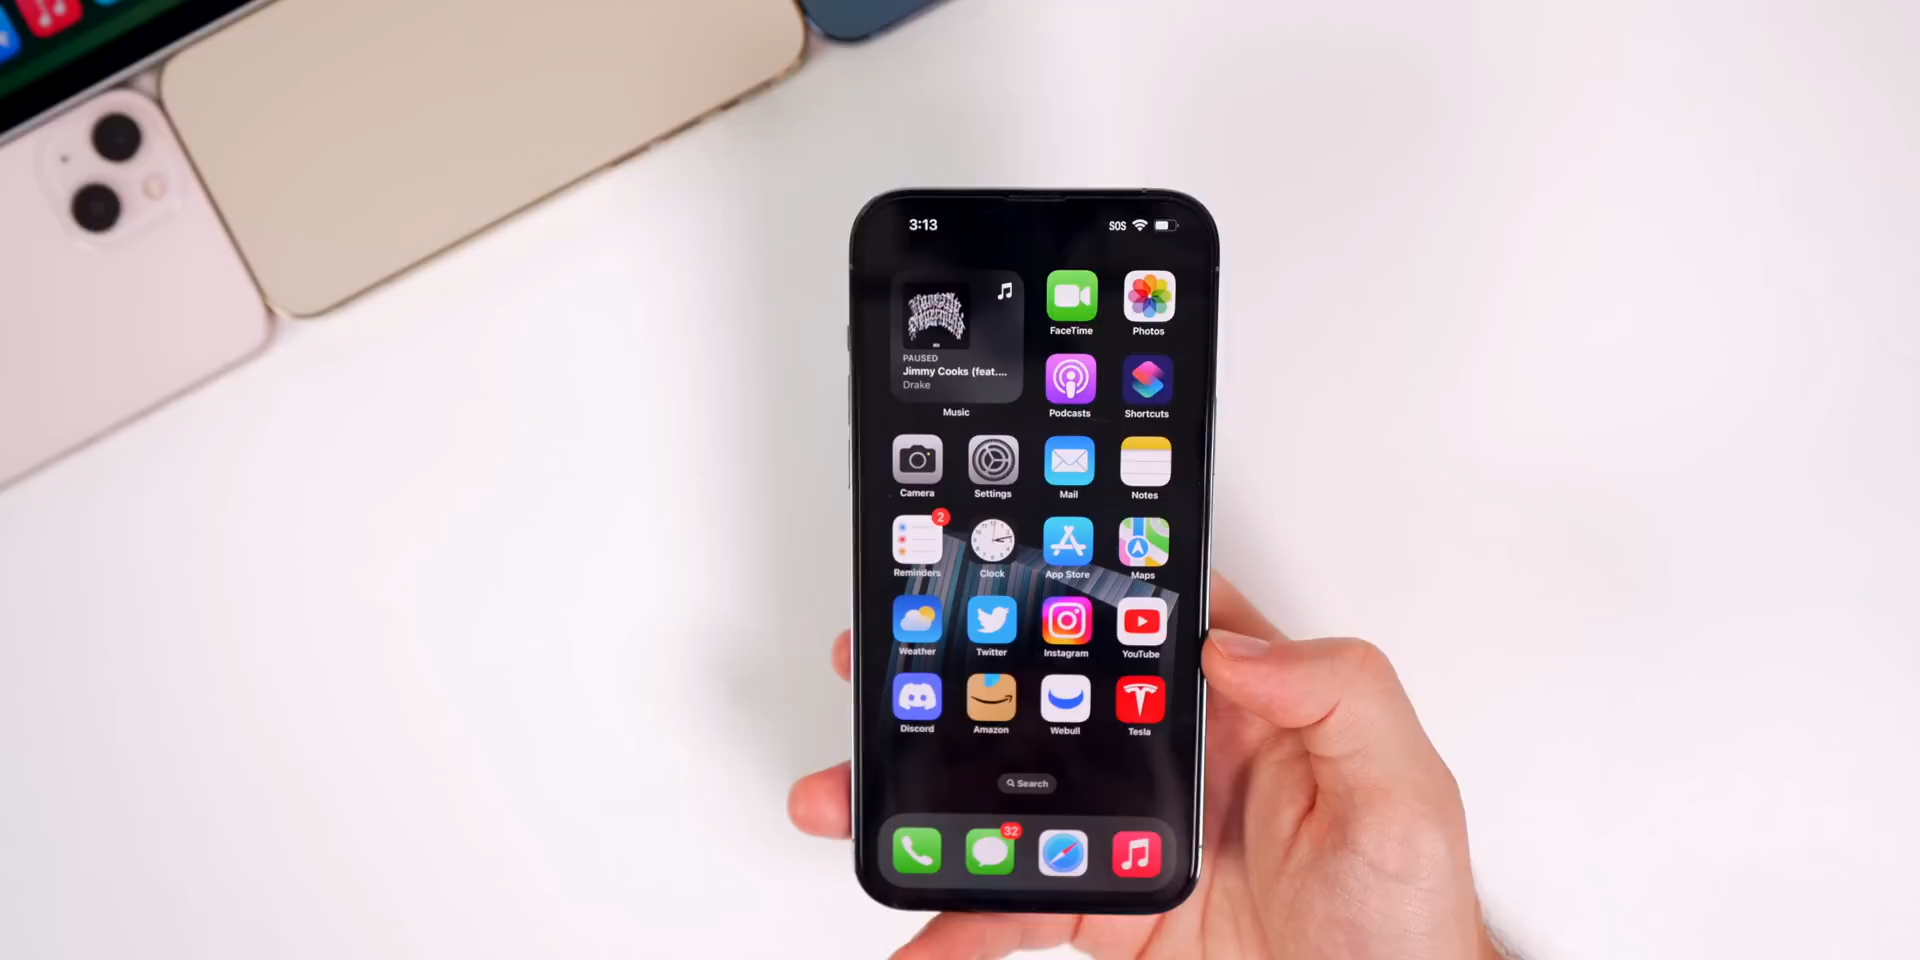 3:13
SOS
PAUSED
Jimmy Cooks (feat....
Drake
Music
FaceTime
Photos
Podcasts
Shortcuts
Camera
Settings
Mail
Notes
2
Reminders
Clock
App Store
Maps
Weather
Twitter
Instagram
YouTube
Discord
Amazon
Webull
Tesla
Search
32